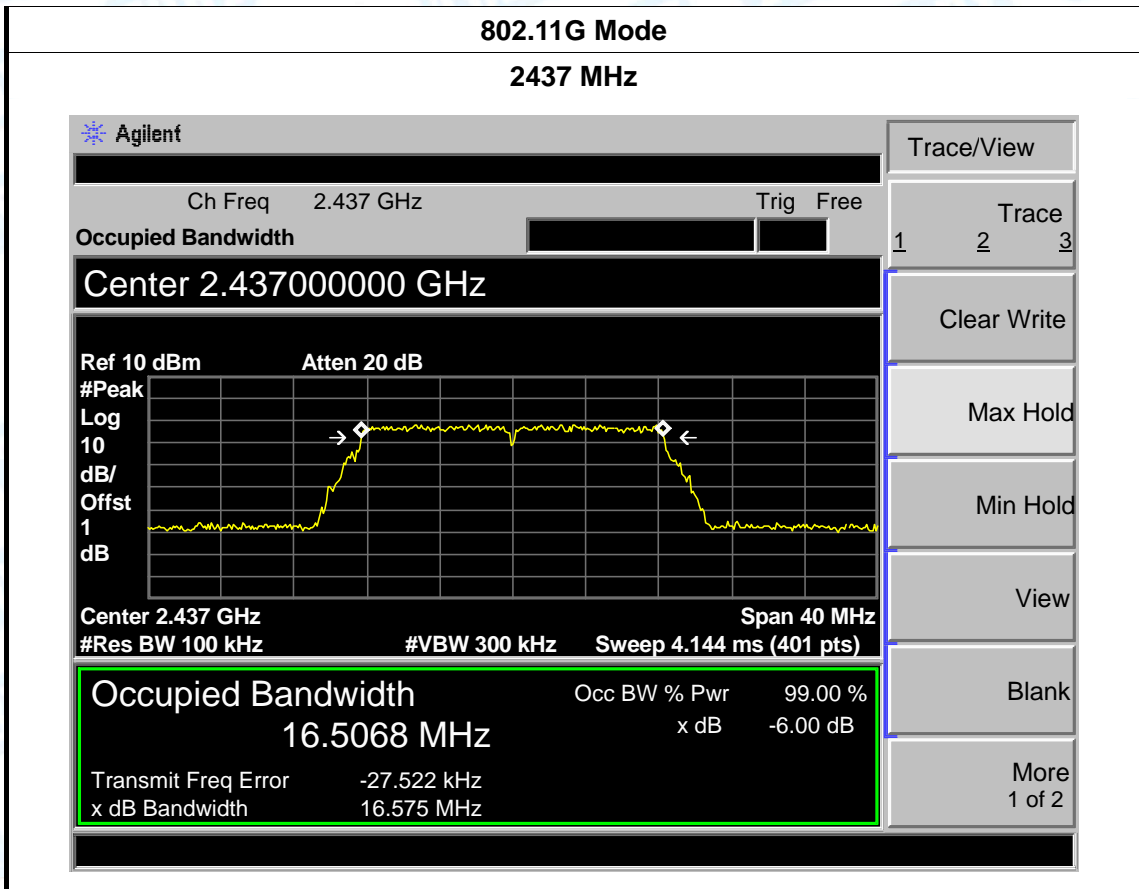 802.11G Mode
2437 MHz
Agilent
Trace/View
Ch Freq 2.437 GHz Trig Free
Occupied Bandwidth
Trace
1 2 3
Center 2.437000000 GHz
Clear Write
Ref 10 dBm Atten 20 dB
#Peak
Log
10
dB/
Offst
1
dB
Max Hold
Min Hold
View
Center 2.437 GHz Span 40 MHz
#Res BW 100 kHz #VBW 300 kHz Sweep 4.144 ms (401 pts)
Occupied Bandwidth Occ BW % Pwr 99.00 %
16.5068 MHz x dB -6.00 dB
Blank
Transmit Freq Error -27.522 kHz
x dB Bandwidth 16.575 MHz
More
1 of 2